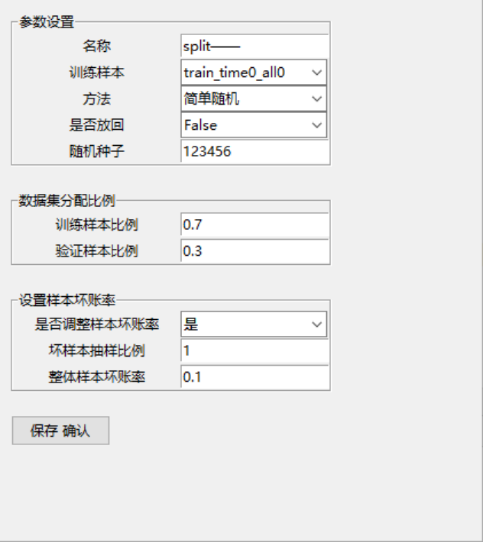 参数设置
名称 split——
训练样本 train_time0_all0
方法 简单随机
是否放回 False
随机种子 123456
数据集分配比例
训练样本比例 0.7
验证样本比例 0.3
设置样本坏账率
是否调整样本坏账率 是
坏样本抽样比例 1
整体样本坏账率 0.1
保存 确认